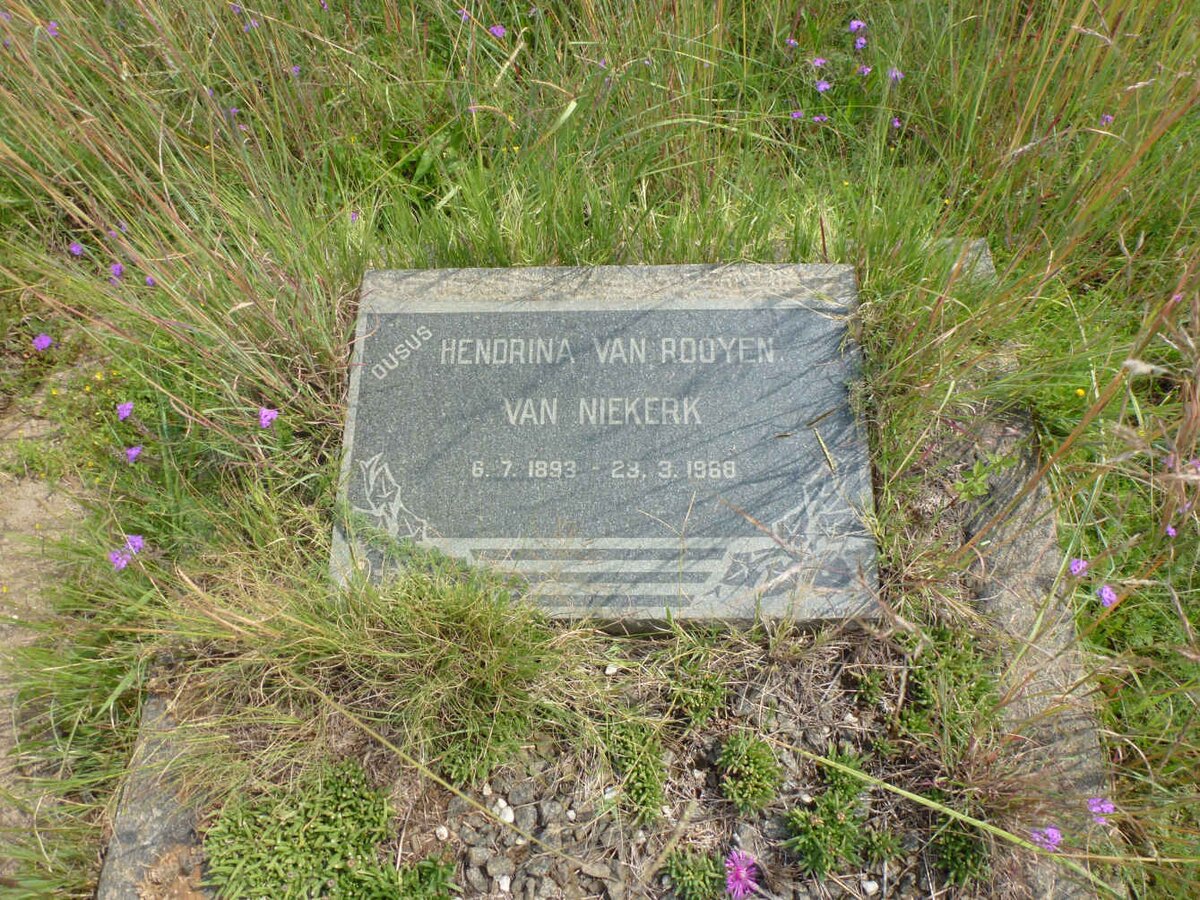 OUSUS
HENDRINA VAN ROOYEN
VAN NIEKERK
6.7.1893 - 23.3.1968